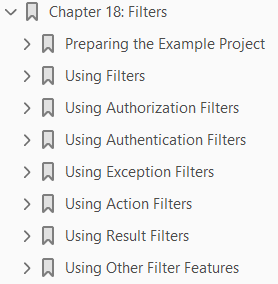 Chapter 18: Filters
Preparing the Example Project
Using Filters
Using Authorization Filters
Using Authentication Filters
Using Exception Filters
Using Action Filters
Using Result Filters
Using Other Filter Features